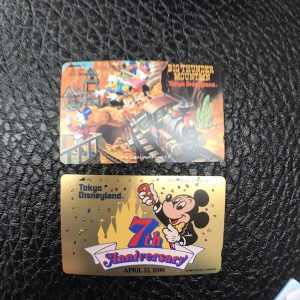 BIG THUNDER
MOUNTAIN
Tokyo Disneyland
Tokyo
Disneyland
7th
Anniversary
APRIL 15, 1990